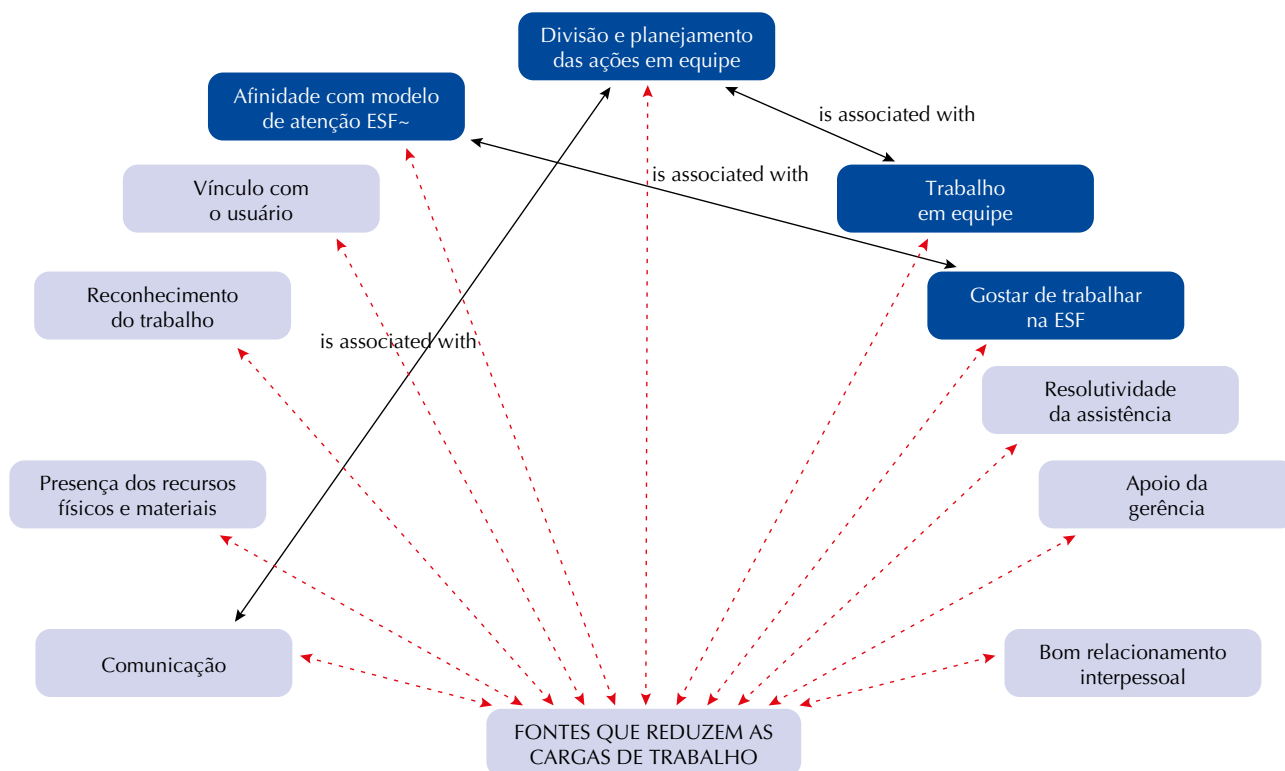 Divisão e planejamento
das ações em equipe
Afinidade com modelo
de atenção ESF~
is associated with
Vínculo com
o usuário
is associated with
Trabalho
em equipe
Reconhecimento
do trabalho
Gostar de trabalhar
na ESF
is associated with
Resolutividade
da assistência
Presença dos recursos
físicos e materiais
Apoio da
gerência
Comunicação
Bom relacionamento
interpessoal
FONTES QUE REDUZEM AS
CARGAS DE TRABALHO